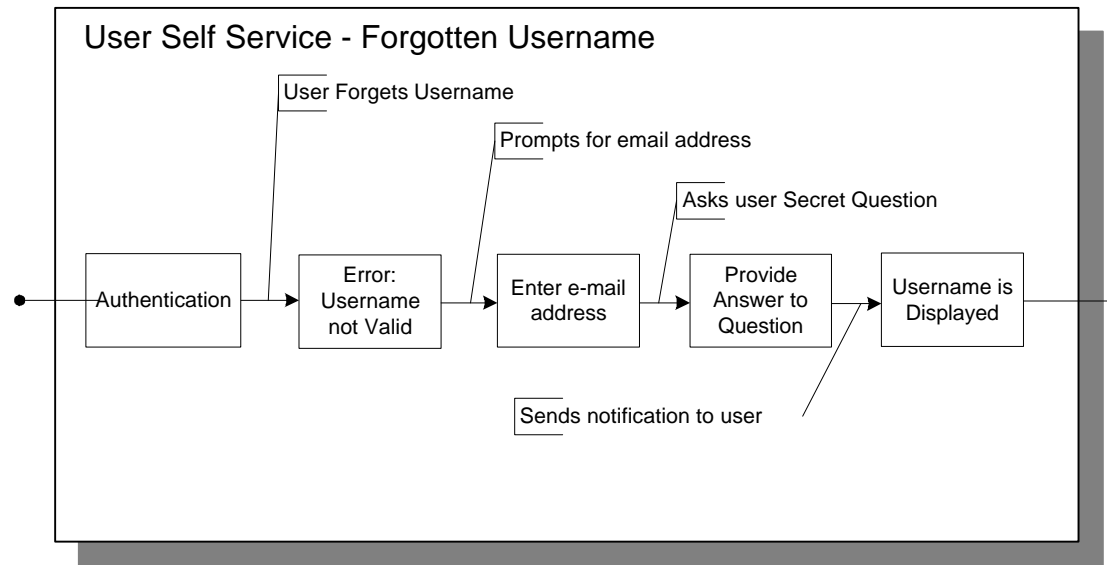 User Self Service - Forgotten Username
User Forgets Username
Prompts for email address
Asks user Secret Question
Authentication
Error:
Username
not Valid
Enter e-mail
address
Provide
Answer to
Question
Username is
Displayed
Sends notification to user